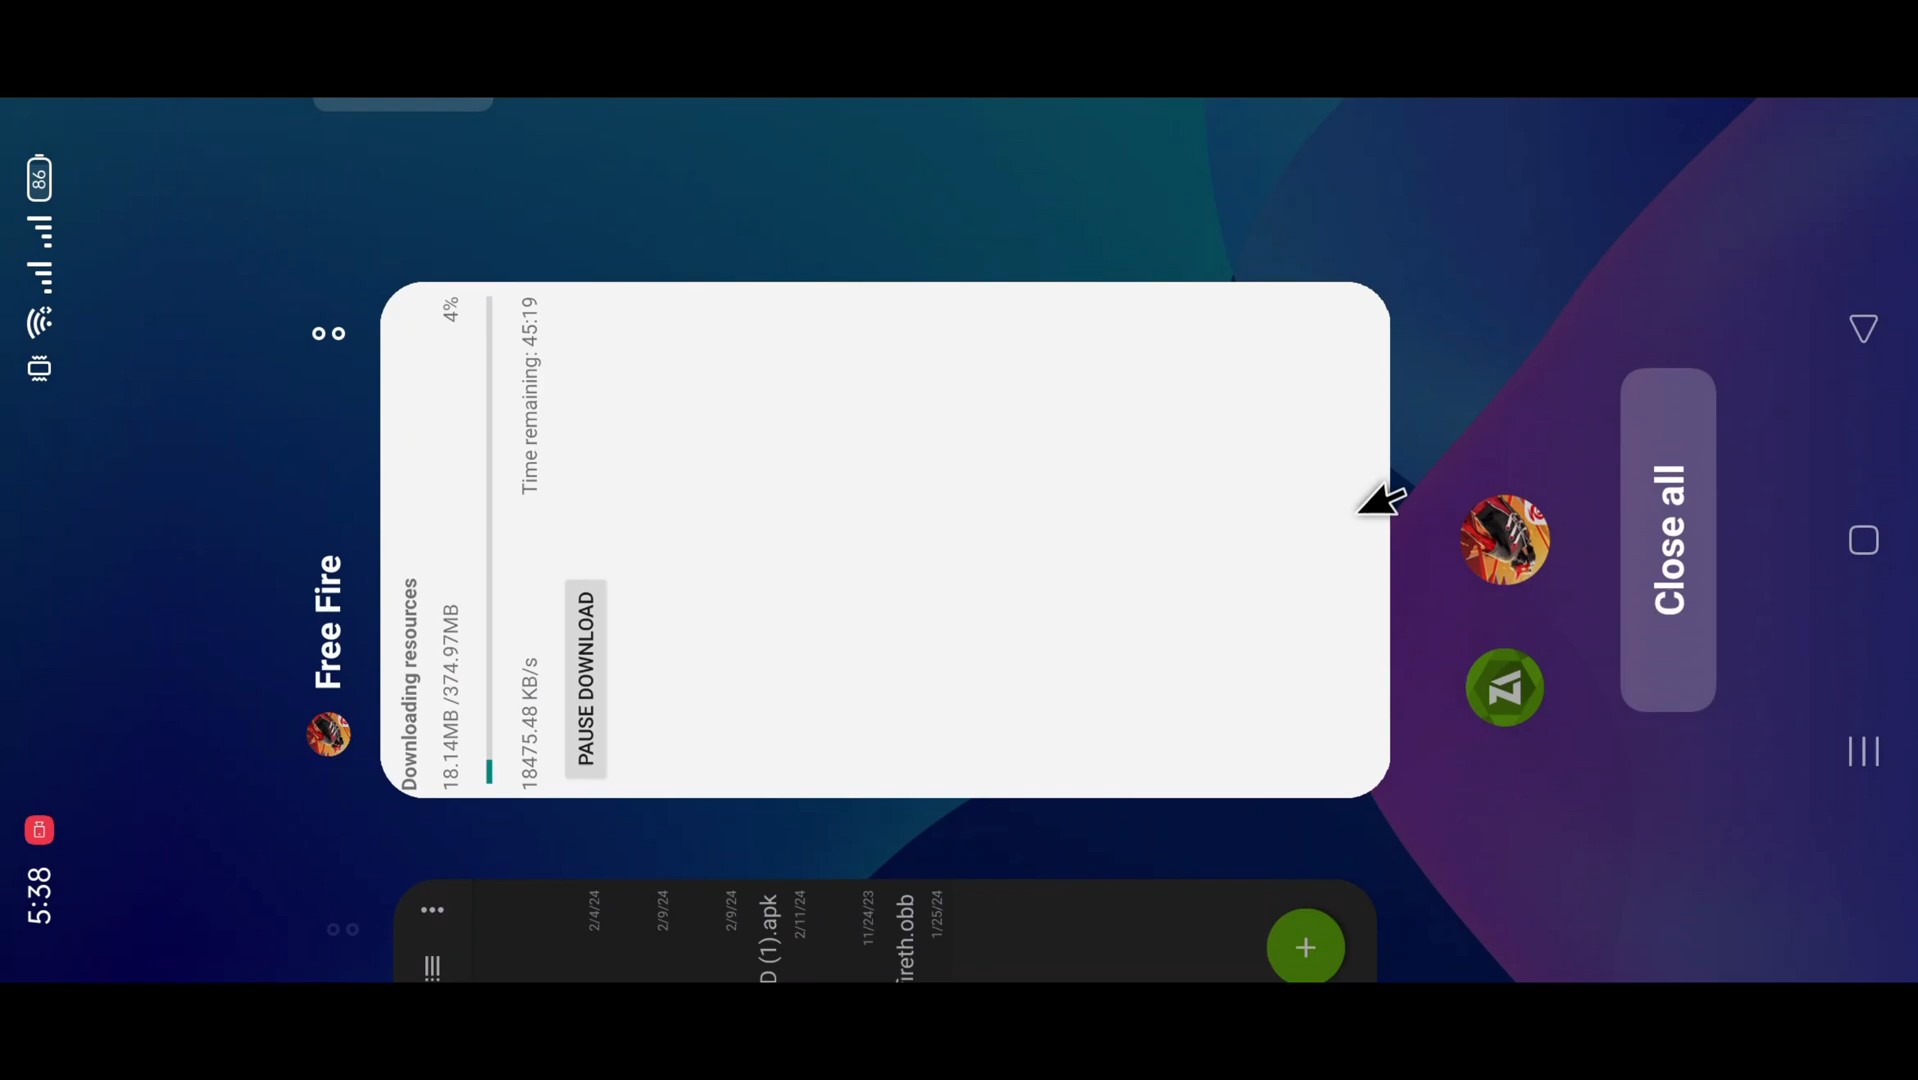 5:38
86
Free Fire
Downloading resources
18.14MB /374.97MB
4%
18475.48 KB/s
Time remaining: 45:19
PAUSE DOWNLOAD
2/4/24
2/9/24
2/9/24
D (1).apk
2/11/24
11/24/23
ireth.obb
1/25/24
+
ZA
Close all